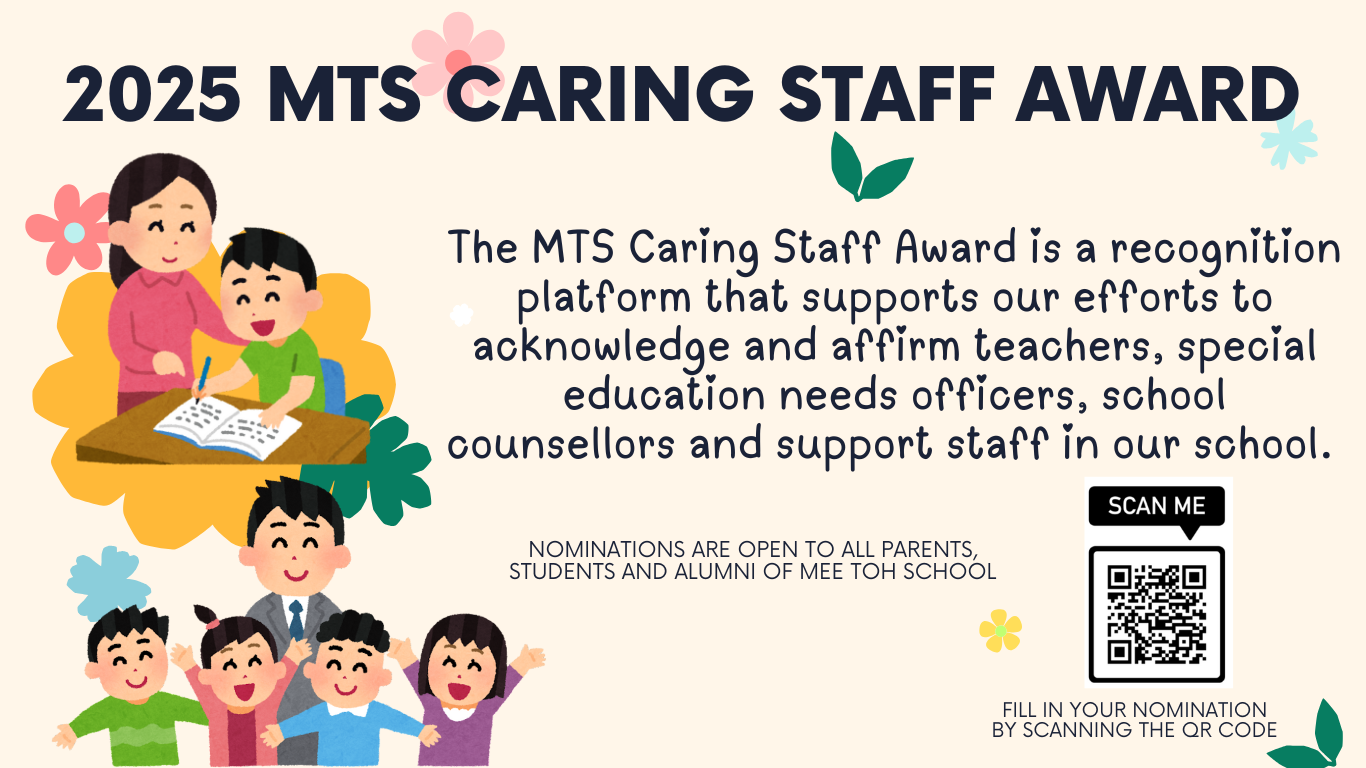 2025 MTS CARING STAFF AWARD
The MTS Caring Staff Award is a recognition
platform that supports our efforts to
acknowledge and affirm teachers, special
education needs officers, school
counsellors and support staff in our school.
SCAN ME
NOMINATIONS ARE OPEN TO ALL PARENTS,
STUDENTS AND ALUMNI OF MEE TOH SCHOOL
FILL IN YOUR NOMINATION
BY SCANNING THE QR CODE